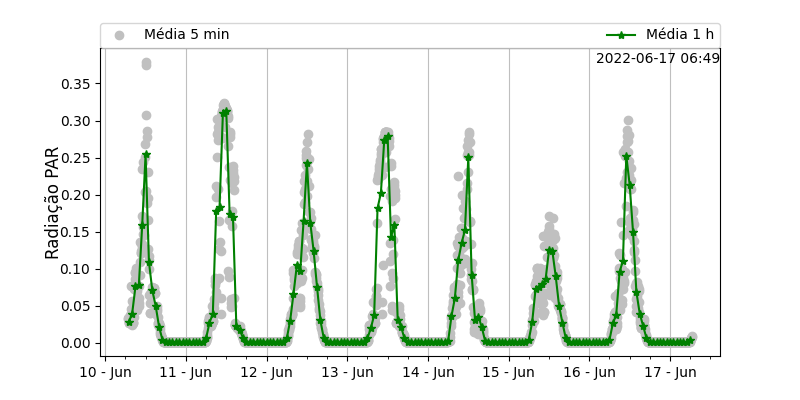 Média 5 min
Média 1 h
2022-06-17 06:49
Radiação PAR
0.35
0.30
0.25
0.20
0.15
0.10
0.05
0.00
10 - Jun
11 - Jun
12 - Jun
13 - Jun
14 - Jun
15 - Jun
16 - Jun
17 - Jun